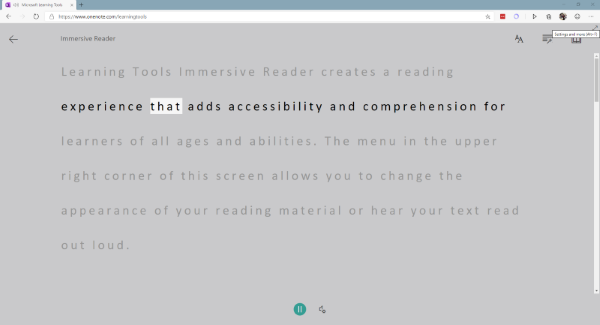 Microsoft Learning Tools
https://www.onenote.com/learningtools
Settings and more (Alt+F)
Immersive Reader
Learning Tools Immersive Reader creates a reading
experience that adds accessibility and comprehension for
learners of all ages and abilities. The menu in the upper
right corner of this screen allows you to change the
appearance of your reading material or hear your text read
out loud.